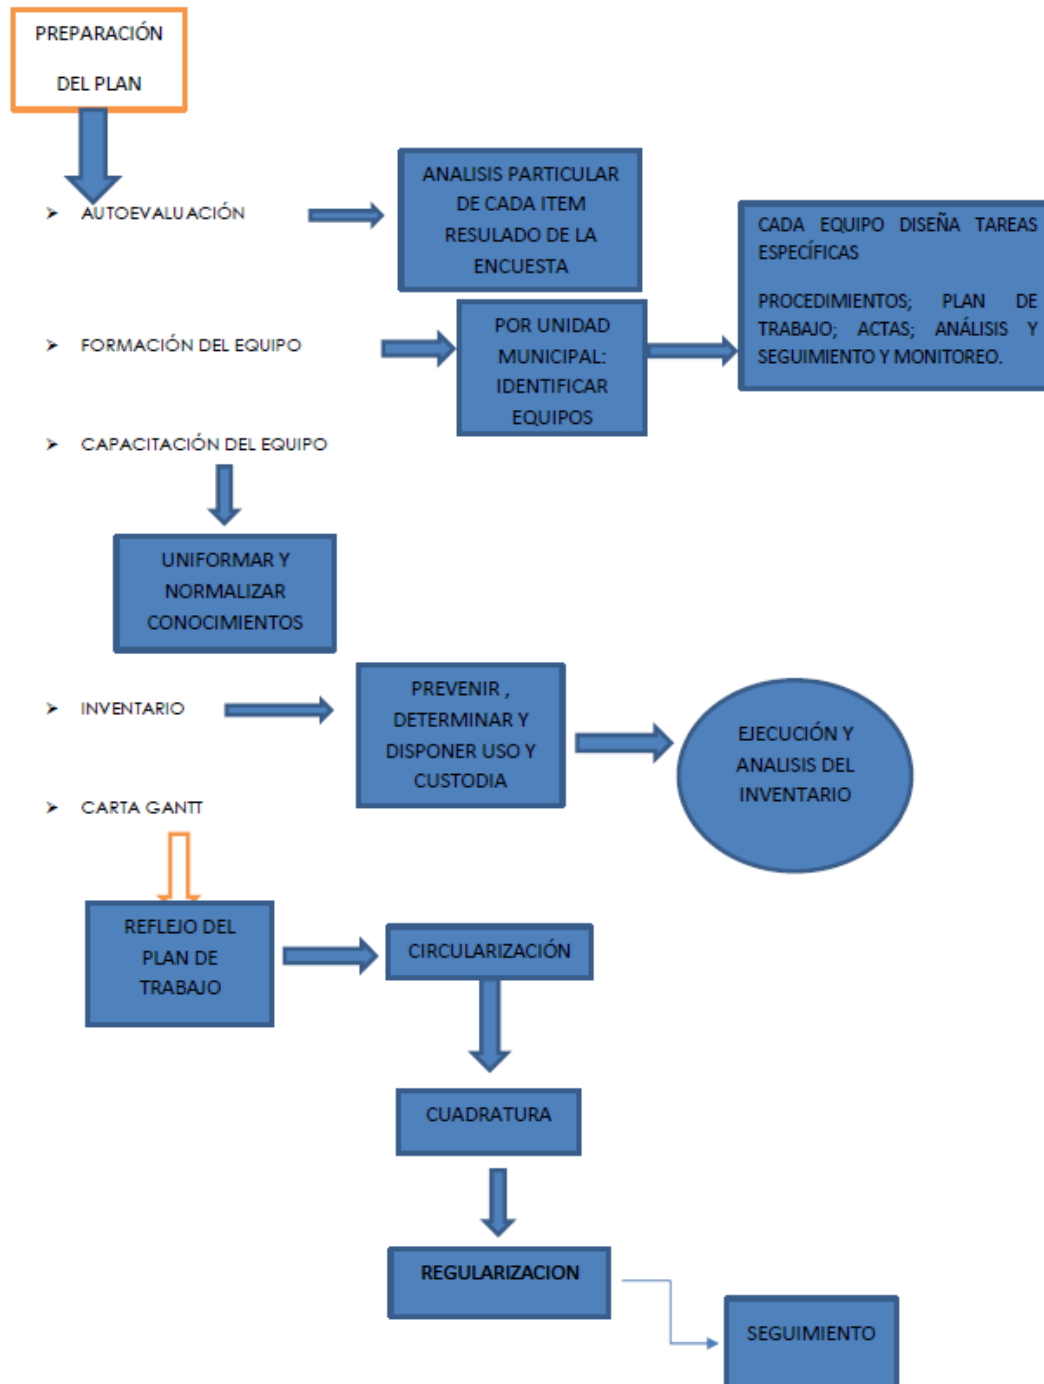 PREPARACIÓN
DEL PLAN
➤ AUTOEVALUACIÓN
ANALISIS PARTICULAR
DE CADA ITEM
RESULADO DE LA
ENCUESTA
CADA EQUIPO DISEÑA TAREAS
ESPECÍFICAS
PROCEDIMIENTOS; PLAN DE
TRABAJO; ACTAS; ANÁLISIS Y
SEGUIMIENTO Y MONITOREO.
➤ FORMACIÓN DEL EQUIPO
POR UNIDAD
MUNICIPAL:
IDENTIFICAR
EQUIPOS
➤ CAPACITACIÓN DEL EQUIPO
UNIFORMAR Y
NORMALIZAR
CONOCIMIENTOS
➤ INVENTARIO
PREVENIR ,
DETERMINAR Y
DISPONER USO Y
CUSTODIA
EJECUCIÓN Y
ANALISIS DEL
INVENTARIO
➤ CARTA GANTT
REFLEJO DEL
PLAN DE
TRABAJO
CIRCULARIZACIÓN
CUADRATURA
REGULARIZACION
SEGUIMIENTO